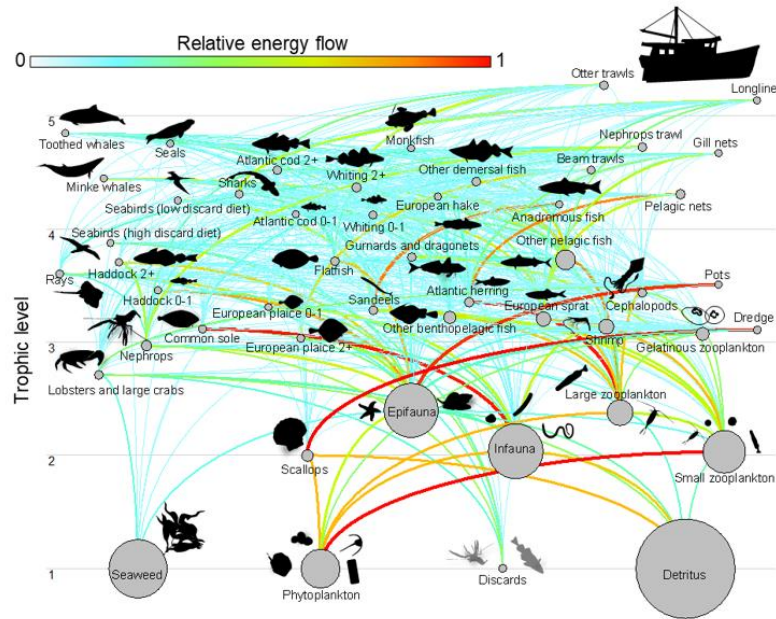 Relative energy flow
0
1
Otter trawls
Longline
5
Toothed whales
Seals
Monkfish
Nephrops trawl
Gill nets
Atlantic cod 2+
Whiting 2+
Other demersal fish
Beam trawls
Minke whales
Sharks
Seabirds (low discard diet)
European hake
Anadromous fish
Pelagic nets
Atlantic cod 0-1
Whiting 0-1
4
Seabirds (high discard diet)
Gurnards and dragonets
Other pelagic fish
Rays
Haddock 2+
Flatfish
Pots
Haddock 0-1
Sandeels
Atlantic herring
Cephalopods
European plaice 0-1
European sprat
Dredge
Other benthopelagic fish
Common sole
Shrimp
3
Nephrops
European plaice 2+
Gelatinous zooplankton
Lobsters and large crabs
Large zooplankton
Epifauna
Trophic level
Infauna
2
Scallops
Small zooplankton
1
Seaweed
Phytoplankton
Discards
Detritus